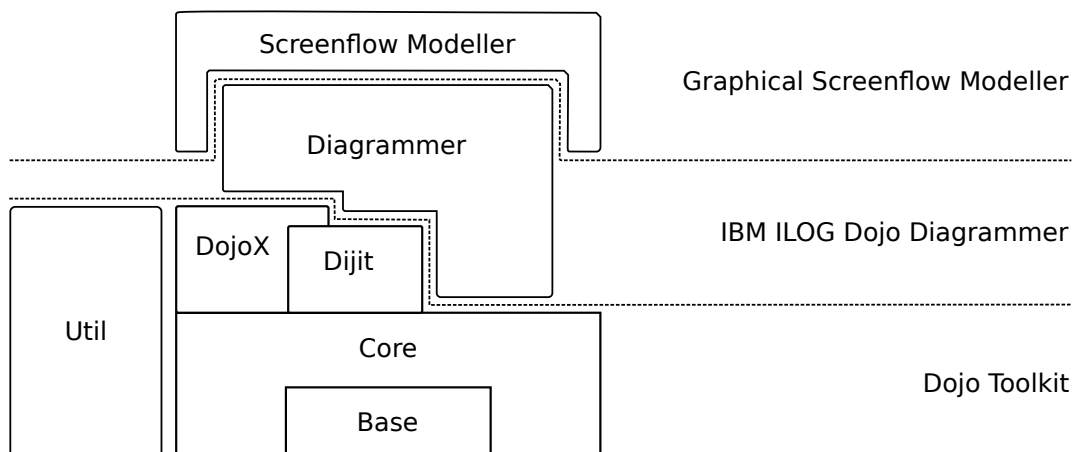 Screenflow Modeller
Graphical Screenflow Modeller
Diagrammer
IBM ILOG Dojo Diagrammer
DojoX
Dijit
Util
Core
Dojo Toolkit
Base